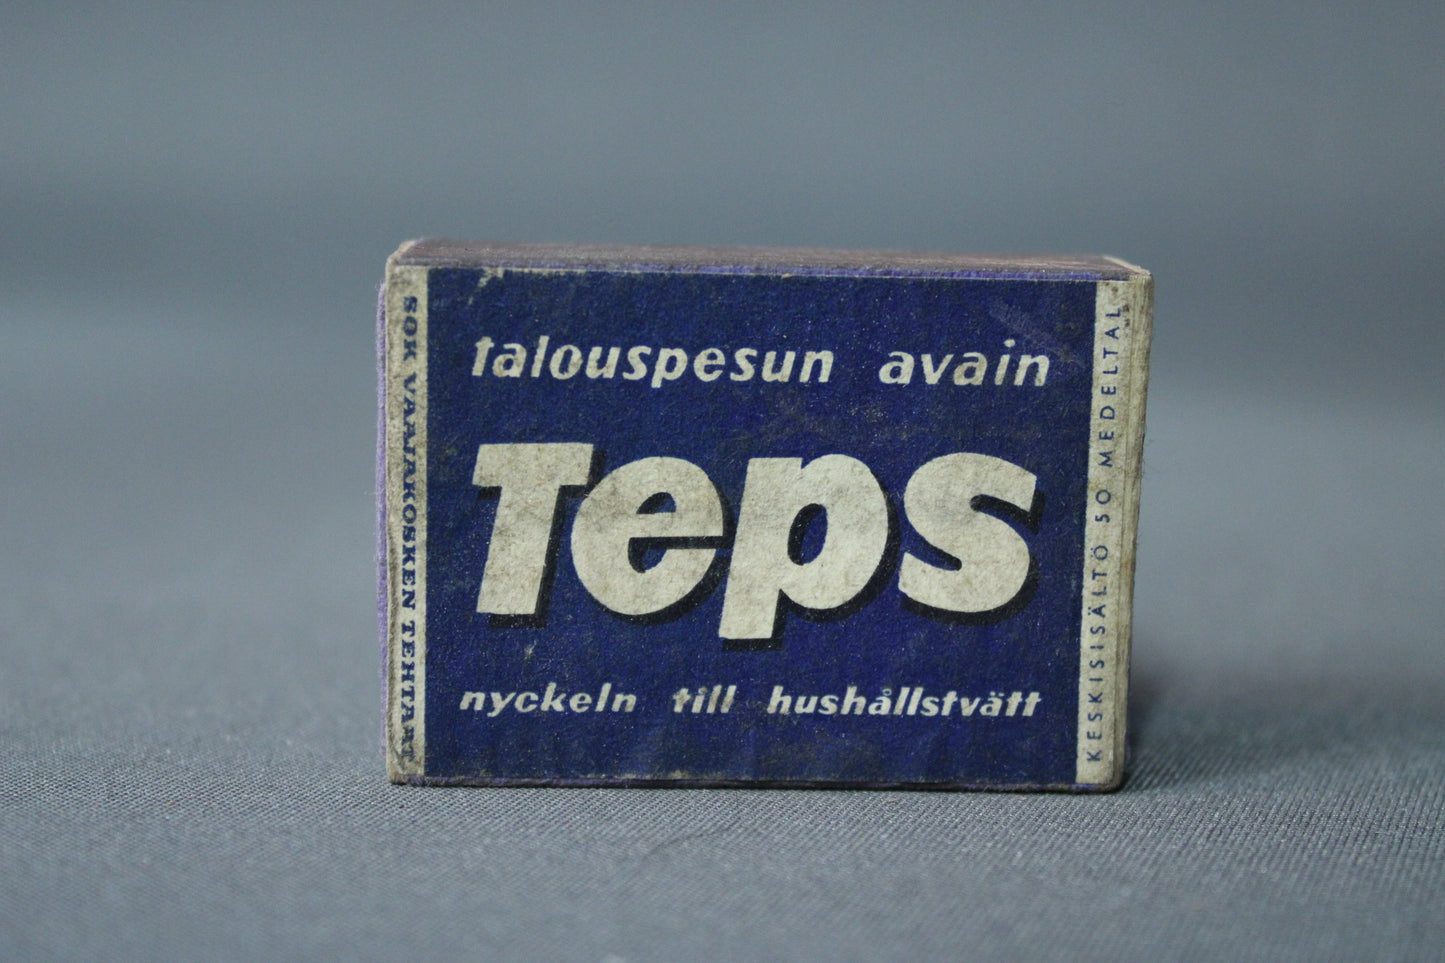 talouspesun avain
Teps
nyckeln till hushållstvätt
SOK VAAJAKOSKEN TEHTAAT
KESKISISÄLTÖ 50 MEDELTAL